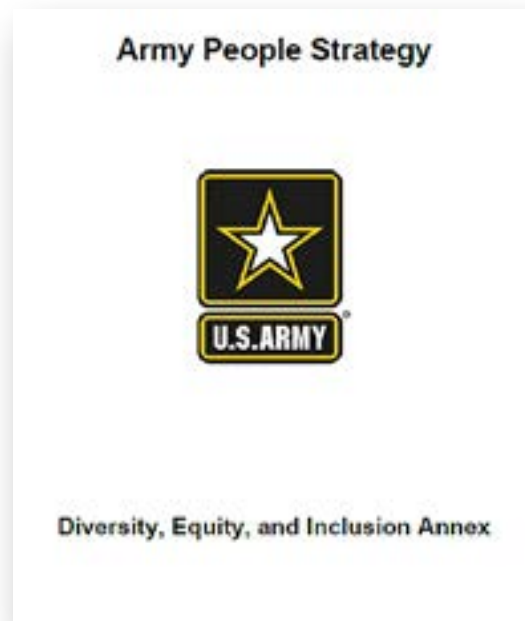 Army People Strategy
U.S.ARMY
Diversity, Equity, and Inclusion Annex